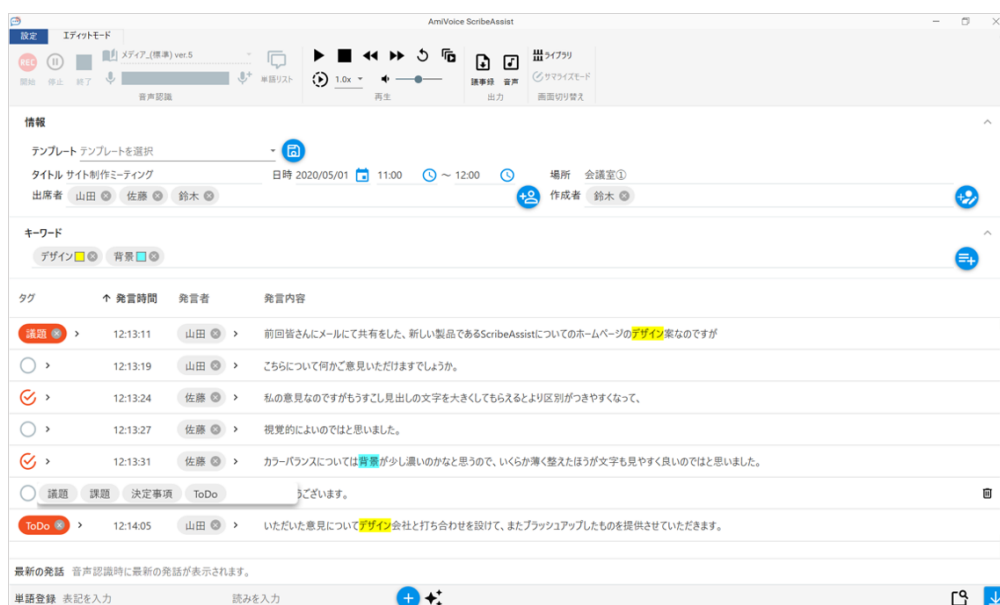 AmiVoice ScribeAssist
設定 エディットモード
REC メディア_(標準) ver.5 ライブラリ
開始 停止 終了 単語リスト 1.0x 議事録 音声 サマライズモード
音声認識 再生 出力 画面切り替え
情報
テンプレート テンプレートを選択
タイトル サイト制作ミーティング 日時 2020/05/01 11:00 ～ 12:00 場所 会議室①
出席者 山田 佐藤 鈴木 作成者 鈴木
キーワード
デザイン 背景
タグ 発言時間 発言者 発言内容
議題 12:13:11 山田 前回皆さんにメールにて共有をした、新しい製品であるScribeAssistについてのホームページのデザイン案なのですが
12:13:19 山田 こちらについて何かご意見いただけますでしょうか。
12:13:24 佐藤 私の意見なのですがもうすこし見出しの文字を大きくしてもらえるとより区別がつきやすくなって、
12:13:27 佐藤 視覚的によいのではと思いました。
12:13:31 佐藤 カラーバランスについては背景が少し濃いのかなと思うので、いくらか薄く整えたほうが文字も見やすく良いのではと思いました。
議題 課題 決定事項 ToDo うございます。
ToDo 12:14:05 山田 いただいた意見についてデザイン会社と打ち合わせを設けて、またブラッシュアップしたものを提供させていただきます。
最新の発話 音声認識時に最新の発話が表示されます。
単語登録 表記を入力 読みを入力